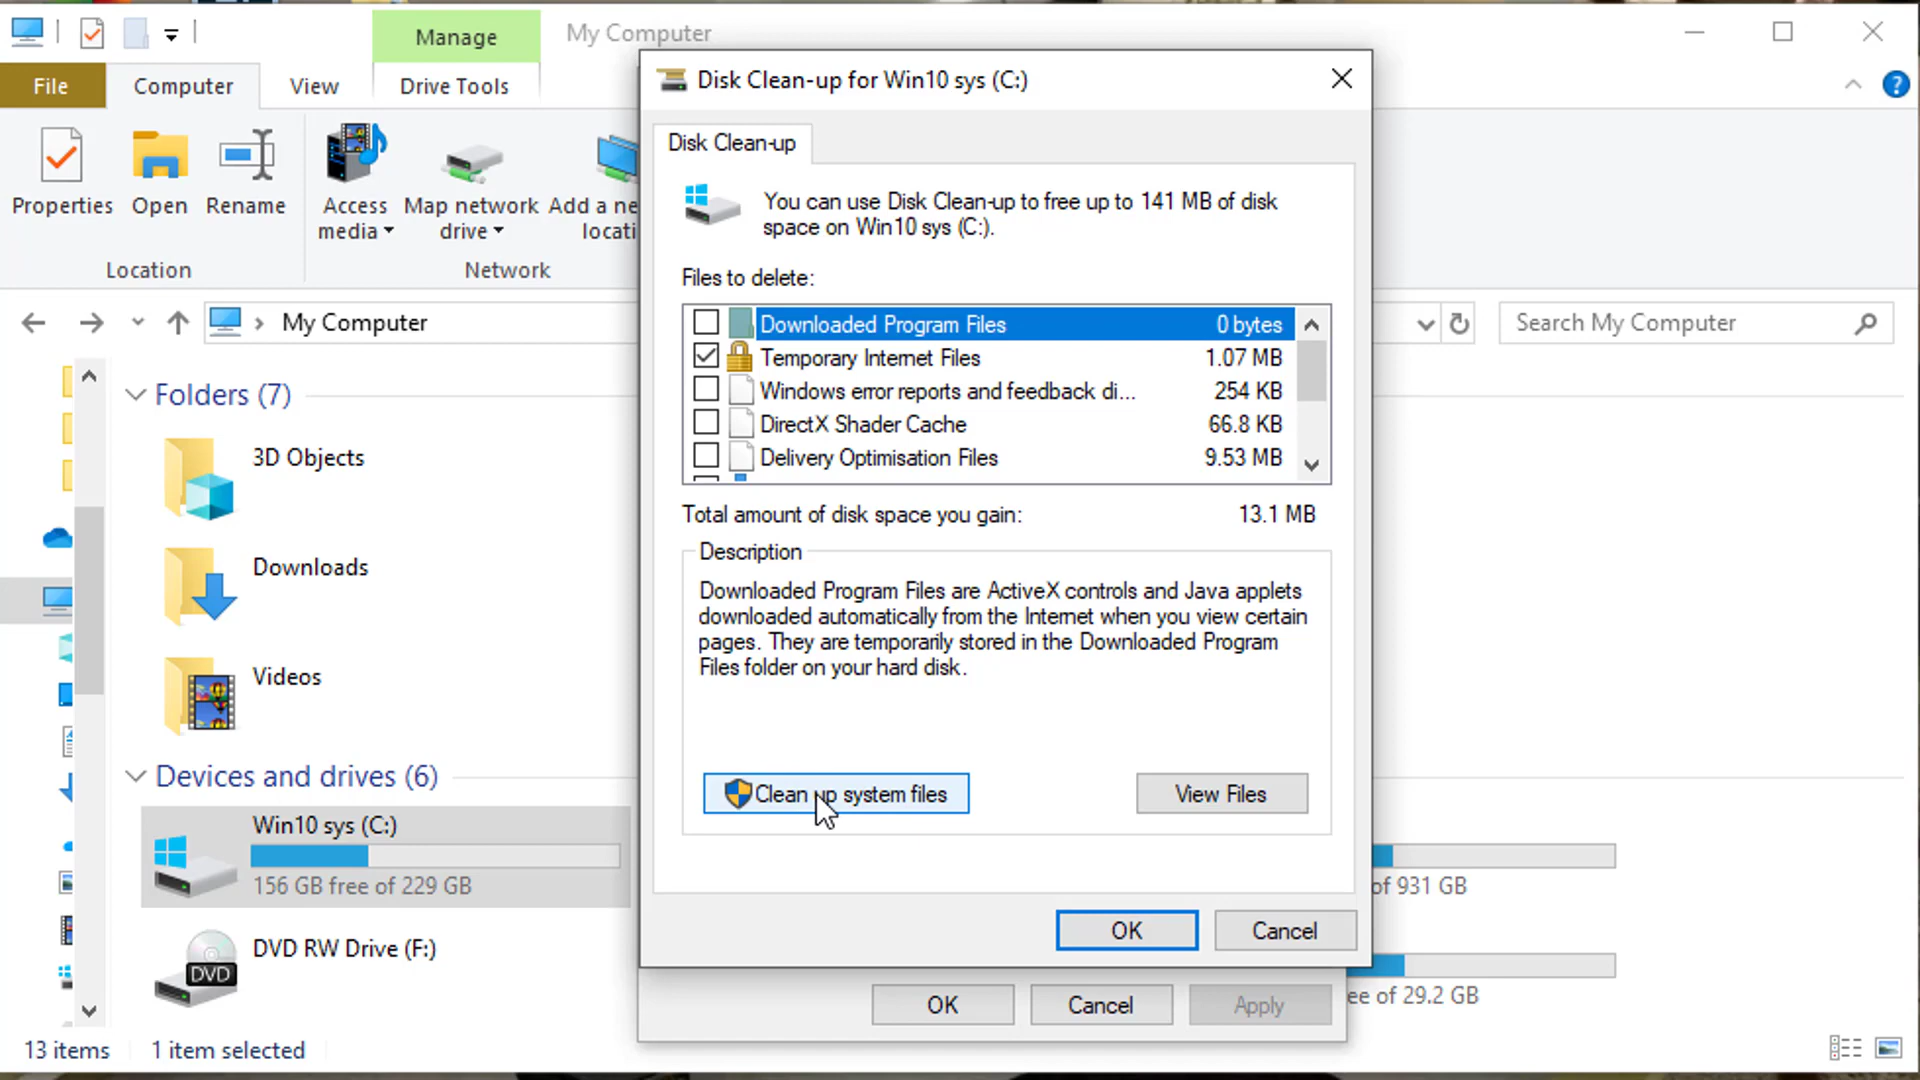 Manage
My Computer
File
Computer
View
Drive Tools
Properties
Open
Rename
Access
media
Map network
drive
Add a ne
locati
Location
Network
My Computer
Search My Computer
Folders (7)
3D Objects
Downloads
Videos
Devices and drives (6)
Win10 sys (C:)
156 GB free of 229 GB
DVD RW Drive (F:)
DVD
of 931 GB
ee of 29.2 GB
13 items
1 item selected
Disk Clean-up for Win10 sys (C:)
Disk Clean-up
You can use Disk Clean-up to free up to 141 MB of disk
space on Win10 sys (C:).
Files to delete:
Downloaded Program Files 0 bytes
Temporary Internet Files 1.07 MB
Windows error reports and feedback di... 254 KB
DirectX Shader Cache 66.8 KB
Delivery Optimisation Files 9.53 MB
Total amount of disk space you gain: 13.1 MB
Description
Downloaded Program Files are ActiveX controls and Java applets
downloaded automatically from the Internet when you view certain
pages. They are temporarily stored in the Downloaded Program
Files folder on your hard disk.
Clean up system files
View Files
OK
Cancel
OK
Cancel
Apply